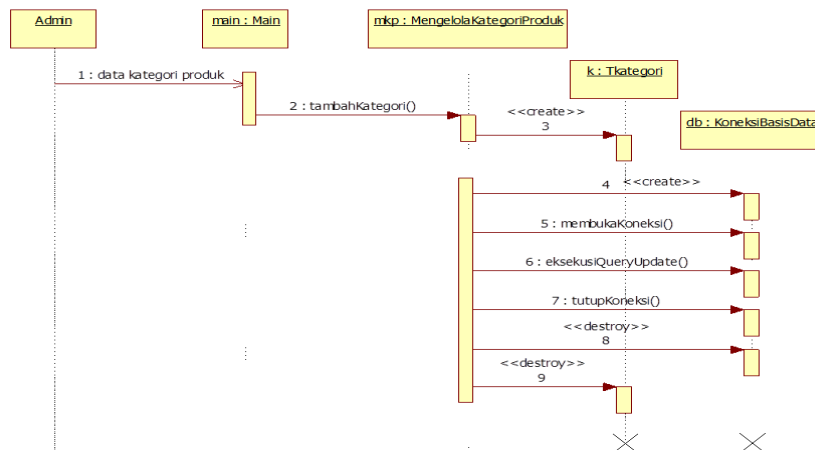 Admin
main : Main
mkp : MengelolaKategoriProduk
k : Tkategori
1 : data kategori produk
2 : tambahKategori()
<<create>>
3
db : KoneksiBasisData
4 <<create>>
5 : membukaKoneksi()
6 : eksekusiQueryUpdate()
7 : tutupKoneksi()
<<destroy>>
8
<<destroy>>
9